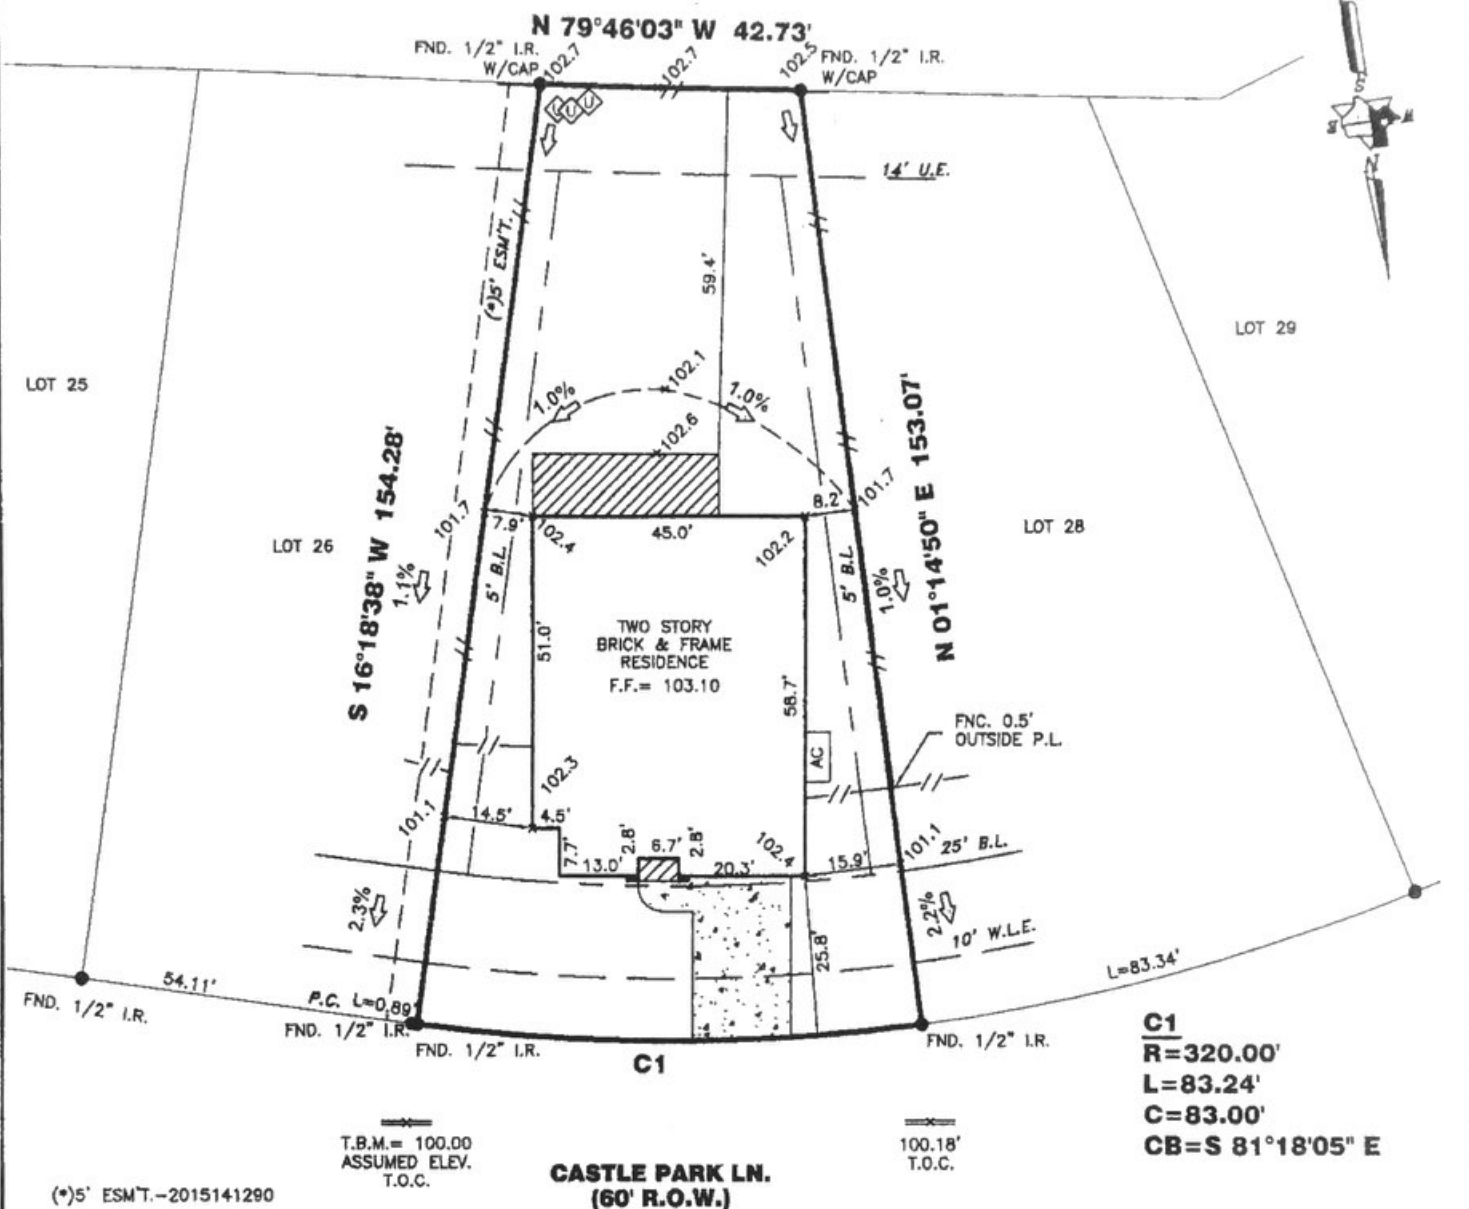 N 79°46'03" W 42.73'
FND. 1/2" I.R.
W/CAP
102.7
102.7
102.5
FND. 1/2" I.R.
W/CAP
S
N
U
U
14' U.E.
(*)5' ESM'T.
59.4'
LOT 29
LOT 25
102.1
1.0%
1.0%
102.6
S 16°18'38" W 154.28'
N 01°14'50" E 153.07'
101.7
7.9'
102.4
45.0'
102.2
8.2'
101.7
LOT 26
LOT 28
1.1%
5' B.L.
5' B.L.
1.0%
51.0'
TWO STORY
BRICK & FRAME
RESIDENCE
F.F.= 103.10
58.7'
FNC. 0.5'
OUTSIDE P.L.
AC
102.3
101.1
14.5'
4.5'
7.7'
13.0'
2.8'
6.7'
2.8'
20.3'
102.4
15.9'
101.1
25' B.L.
2.3%
2.2%
10' W.L.E.
25.8'
54.11'
L=83.34'
P.C. L=0.89'
FND. 1/2" I.R.
FND. 1/2" I.R.
FND. 1/2" I.R.
FND. 1/2" I.R.
C1
C1
R=320.00'
L=83.24'
C=83.00'
CB=S 81°18'05" E
T.B.M.= 100.00
ASSUMED ELEV.
T.O.C.
100.18'
T.O.C.
CASTLE PARK LN.
(60' R.O.W.)
(*)5' ESM'T.-2015141290